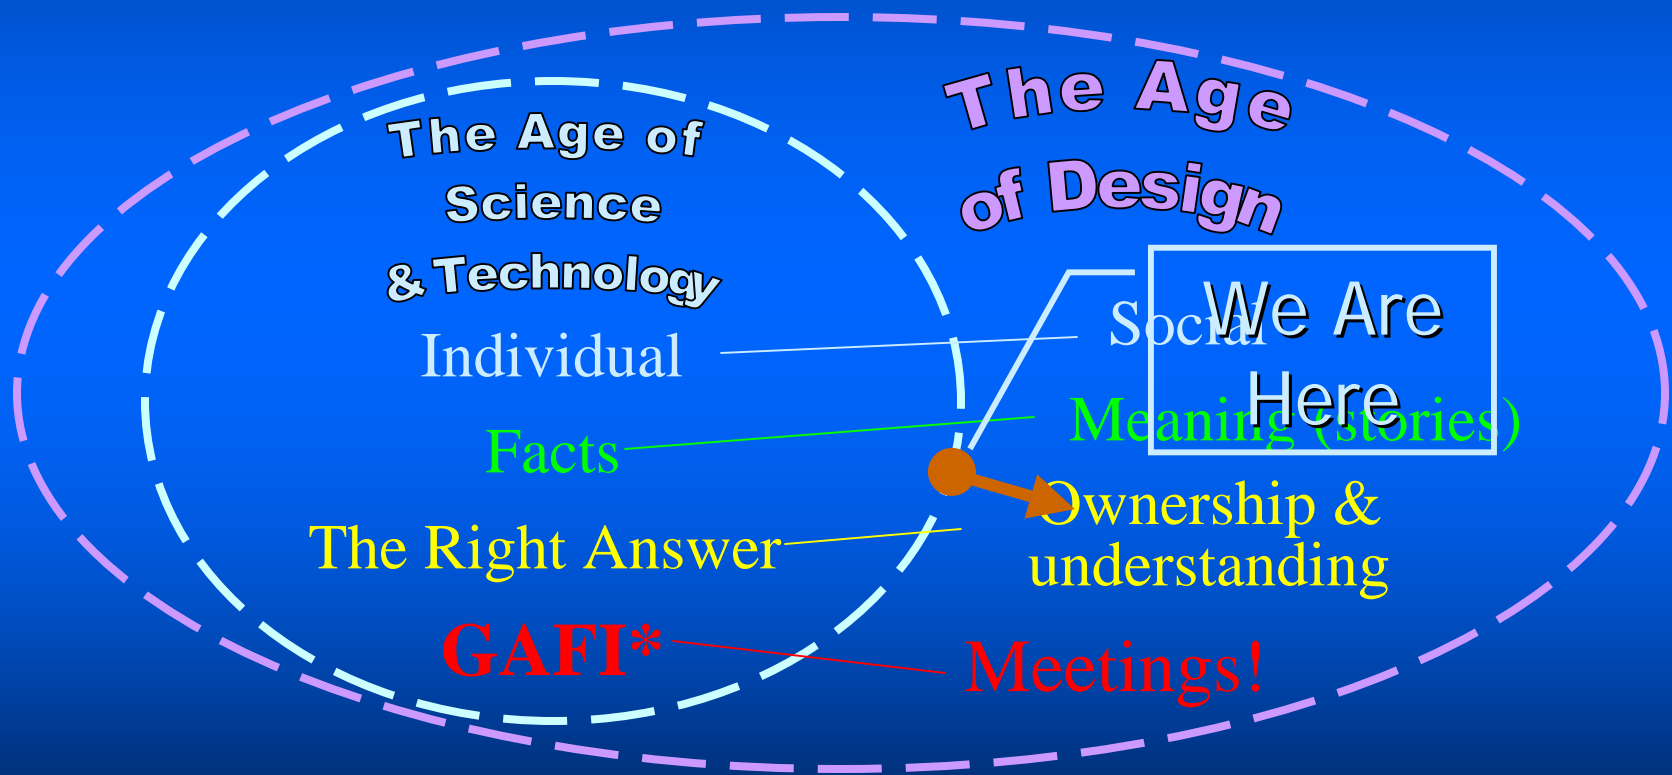 The Age of
Science
& Technology
The Age
of Design
We Are
Here
Individual
Social
Facts
Meaning (stories)
The Right Answer
Ownership &
understanding
GAFI*
Meetings!